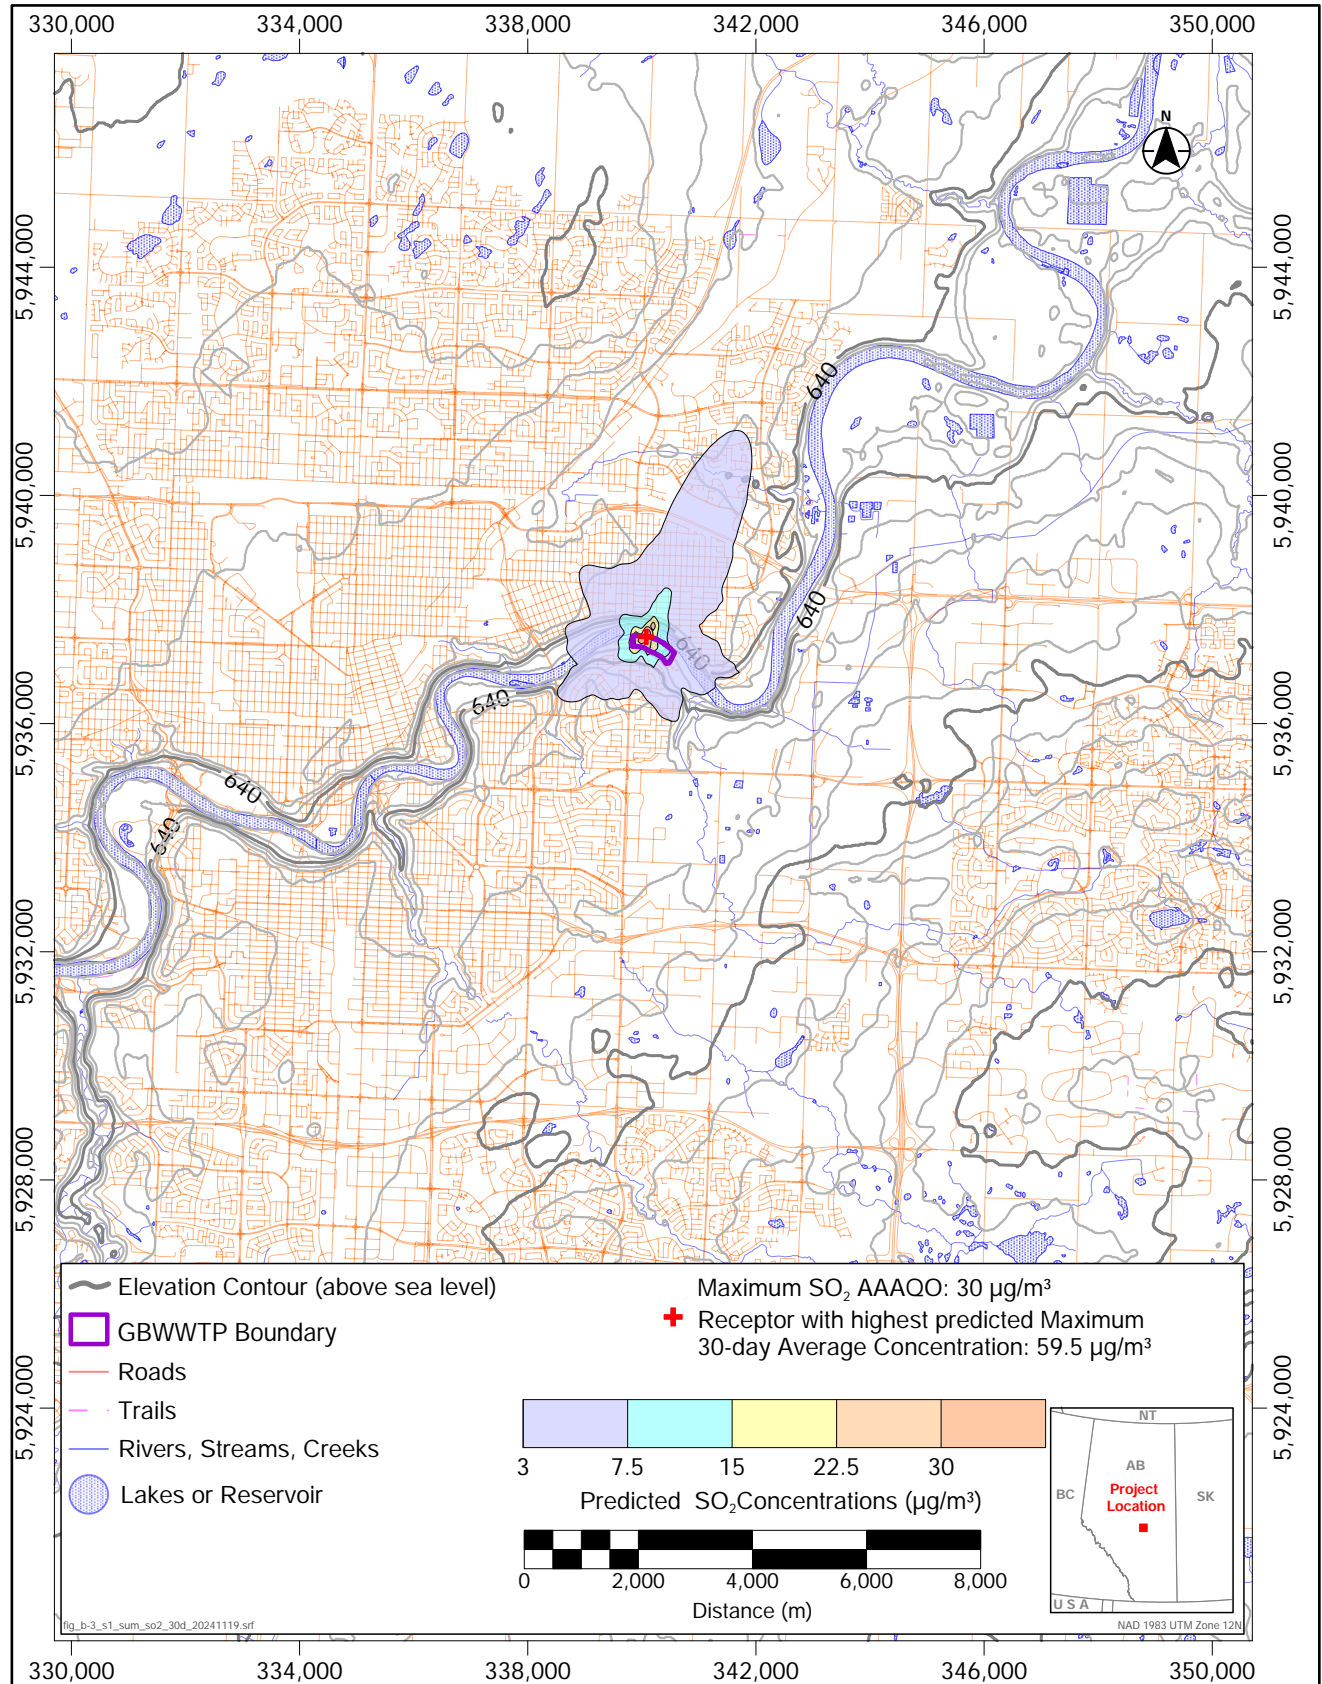 330,000 334,000 338,000 342,000 346,000 350,000
N
5,944,000 5,944,000
640
5,940,000 5,940,000
640
640
640
5,936,000 5,936,000
640
640
5,932,000 5,932,000
5,928,000 5,928,000
Elevation Contour (above sea level)
GBWWTP Boundary
Roads
Trails
Rivers, Streams, Creeks
Lakes or Reservoir
Maximum SO₂ AAAQO: 30 µg/m³
Receptor with highest predicted Maximum
30-day Average Concentration: 59.5 µg/m³
5,924,000 5,924,000
3 7.5 15 22.5 30
Predicted SO₂Concentrations (µg/m³)
0 2,000 4,000 6,000 8,000
Distance (m)
NT
AB
BC
SK
Project
Location
U S A
fig_b-3_s1_sum_so2_30d_20241119.srf
NAD 1983 UTM Zone 12N
330,000 334,000 338,000 342,000 346,000 350,000